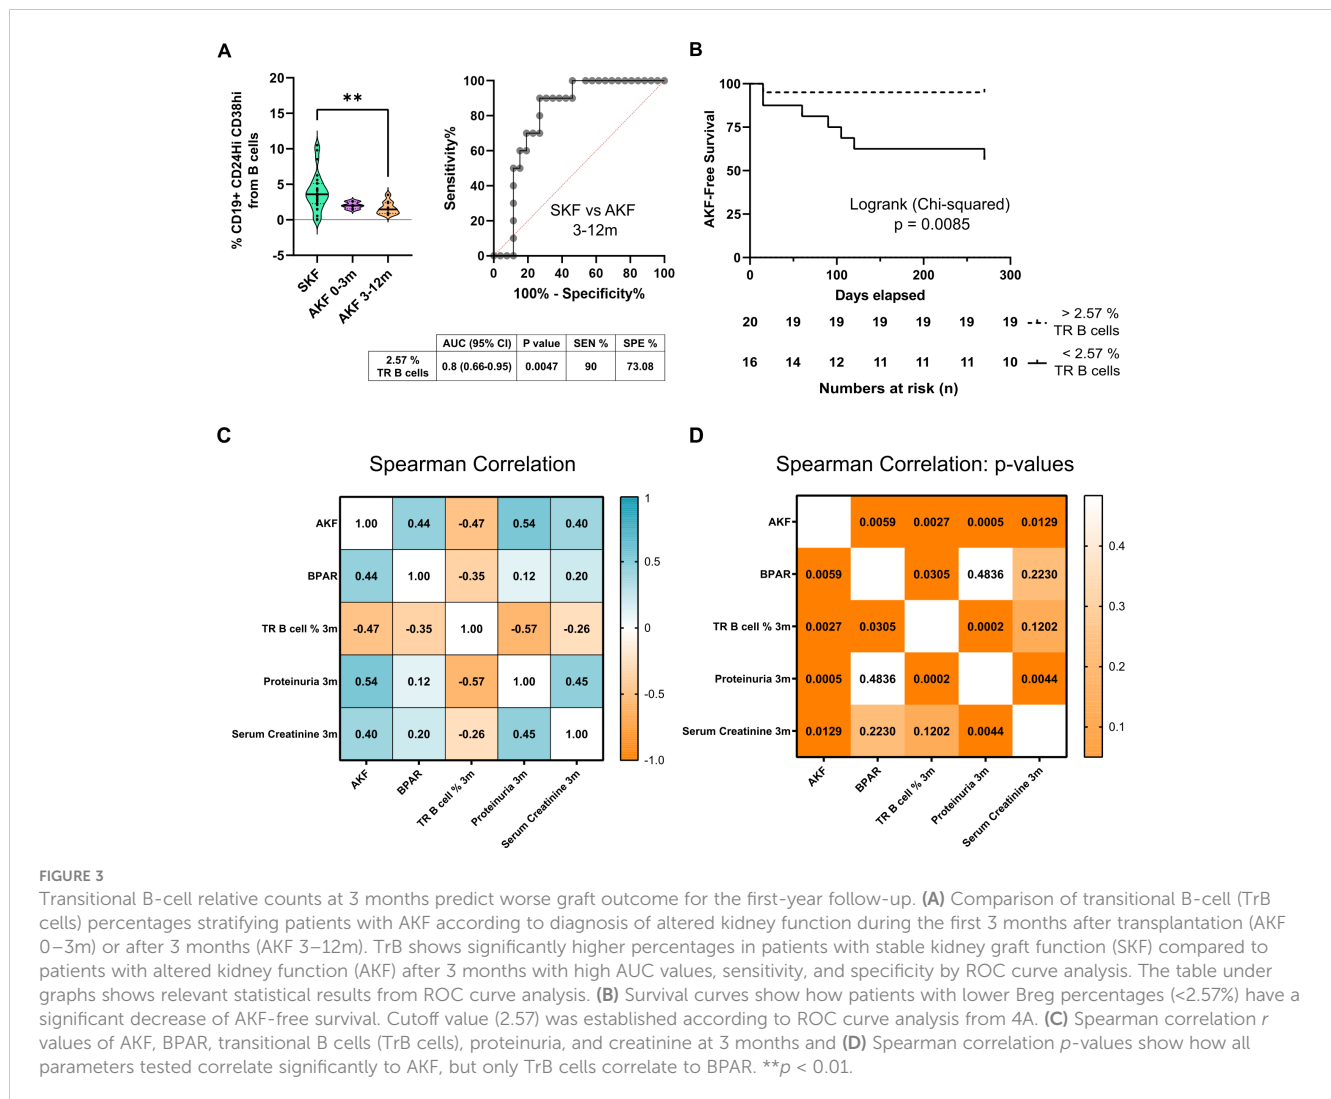 A
% CD19+ CD24Hi CD38hi
from B cells
20
15
10
5
0
-5
**
SKF
AKF 0-3m
AKF 3-12m
Sensitivity%
100
80
60
40
20
0
SKF vs AKF
3-12m
0 20 40 60 80 100
100% - Specificity%
AUC (95% CI) P value SEN % SPE %
2.57 %
TR B cells
0.8 (0.66-0.95) 0.0047 90 73.08
B
AKF-Free Survival
100
75
50
25
0
Logrank (Chi-squared)
p = 0.0085
0 100 200 300
Days elapsed
20 19 19 19 19 19 19
> 2.57 %
TR B cells
16 14 12 11 11 11 10
< 2.57 %
TR B cells
Numbers at risk (n)
C
Spearman Correlation
AKF 1.00 0.44 -0.47 0.54 0.40
BPAR 0.44 1.00 -0.35 0.12 0.20
TR B cell % 3m -0.47 -0.35 1.00 -0.57 -0.26
Proteinuria 3m 0.54 0.12 -0.57 1.00 0.45
Serum Creatinine 3m 0.40 0.20 -0.26 0.45 1.00
AKF
BPAR
TR B cell % 3m
Proteinuria 3m
Serum Creatinine 3m
1
0.5
0
-0.5
-1.0
D
Spearman Correlation: p-values
AKF 0.0059 0.0027 0.0005 0.0129
BPAR 0.0059 0.0305 0.4836 0.2230
TR B cell % 3m 0.0027 0.0305 0.0002 0.1202
Proteinuria 3m 0.0005 0.4836 0.0002 0.0044
Serum Creatinine 3m 0.0129 0.2230 0.1202 0.0044
AKF
BPAR
TR B cell % 3m
Proteinuria 3m
Serum Creatinine 3m
0.4
0.3
0.2
0.1
FIGURE 3
Transitional B-cell relative counts at 3 months predict worse graft outcome for the first-year follow-up. (A) Comparison of transitional B-cell (TrB
cells) percentages stratifying patients with AKF according to diagnosis of altered kidney function during the first 3 months after transplantation (AKF
0–3m) or after 3 months (AKF 3–12m). TrB shows significantly higher percentages in patients with stable kidney graft function (SKF) compared to
patients with altered kidney function (AKF) after 3 months with high AUC values, sensitivity, and specificity by ROC curve analysis. The table under
graphs shows relevant statistical results from ROC curve analysis. (B) Survival curves show how patients with lower Breg percentages (<2.57%) have a
significant decrease of AKF-free survival. Cutoff value (2.57) was established according to ROC curve analysis from 4A. (C) Spearman correlation r
values of AKF, BPAR, transitional B cells (TrB cells), proteinuria, and creatinine at 3 months and (D) Spearman correlation p-values show how all
parameters tested correlate significantly to AKF, but only TrB cells correlate to BPAR. **p < 0.01.